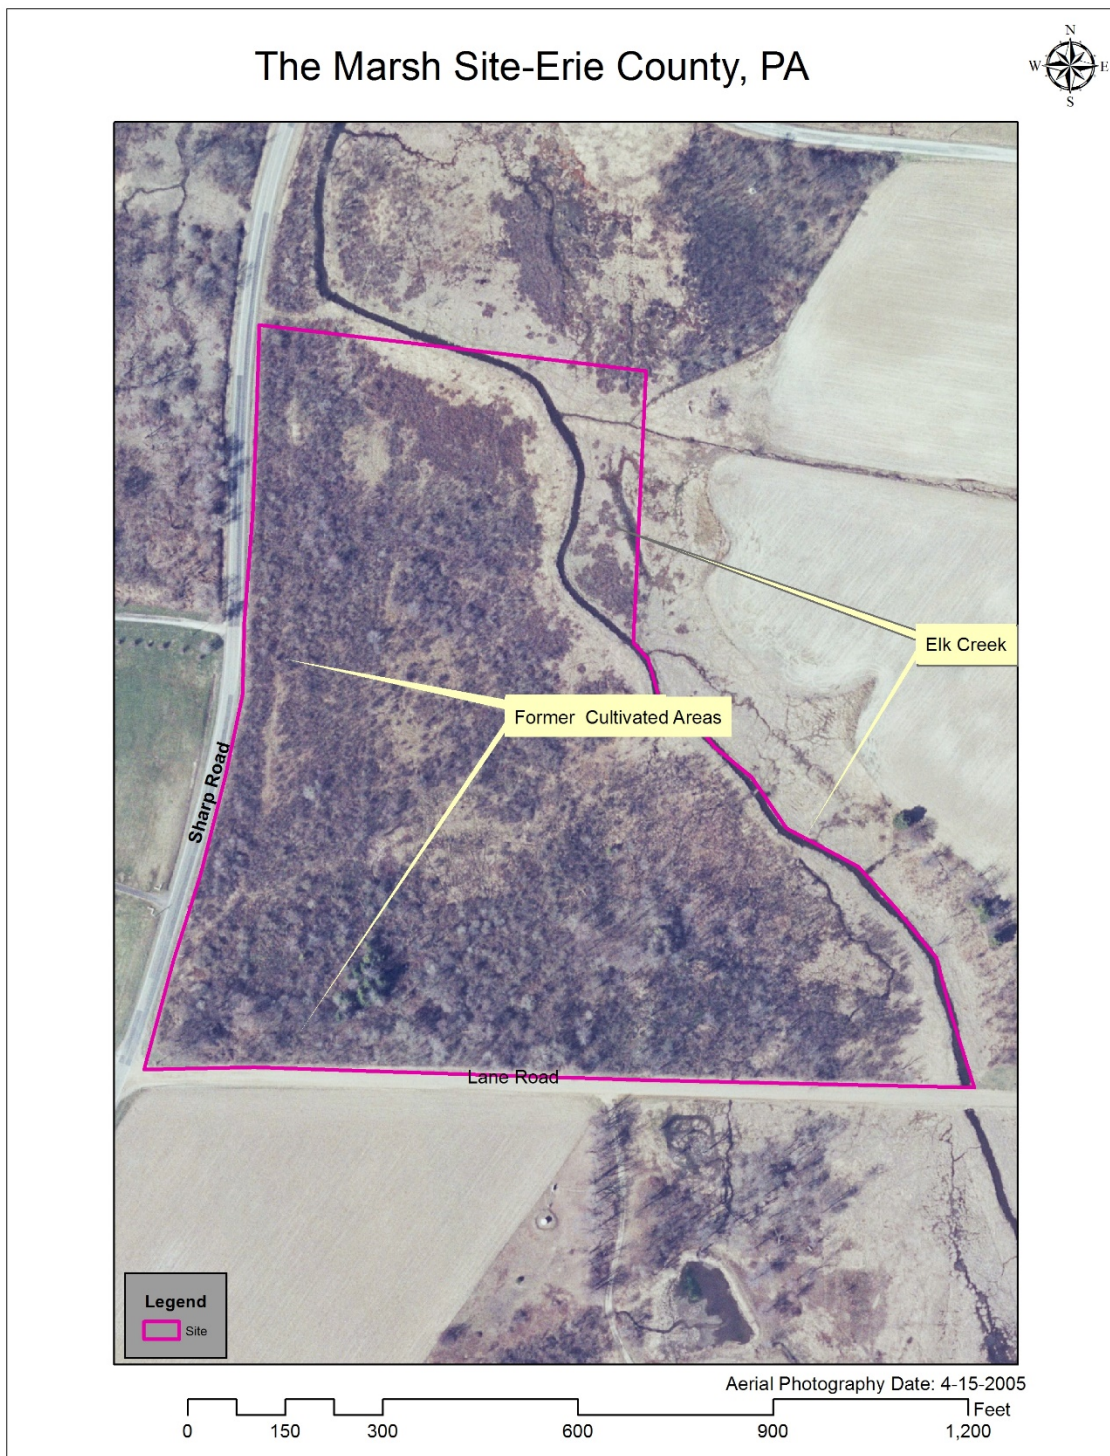 The Marsh Site-Erie County, PA
N
W E
S
Elk Creek
Former Cultivated Areas
Sharp Road
Lane Road
Legend
Site
Aerial Photography Date: 4-15-2005
Feet
0 150 300 600 900 1,200